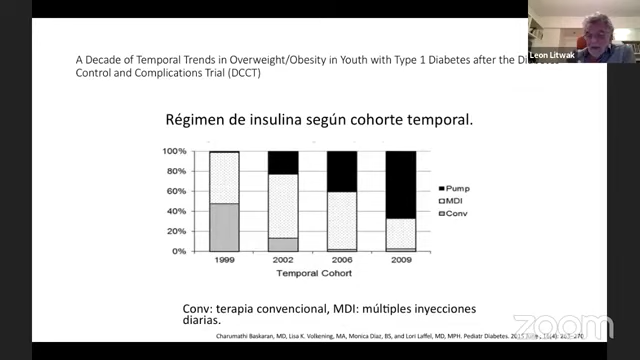 Leon Litwak
A Decade of Temporal Trends in Overweight/Obesity in Youth with Type 1 Diabetes after the
Control and Complications Trial (DCCT)
Régimen de insulina según cohorte temporal.
100%
80%
60%
40%
20%
0%
Pump
MDI
Conv
1999 2002 2006 2009
Temporal Cohort
Conv: terapia convencional, MDI: múltiples inyecciones
diarias.
Charumathi Baskaran, MD, Lisa K. Volkening, MA, Monica Diaz, BS, and Lori Laffel, MD, MPH. Pediatr Diabetes.
zoom